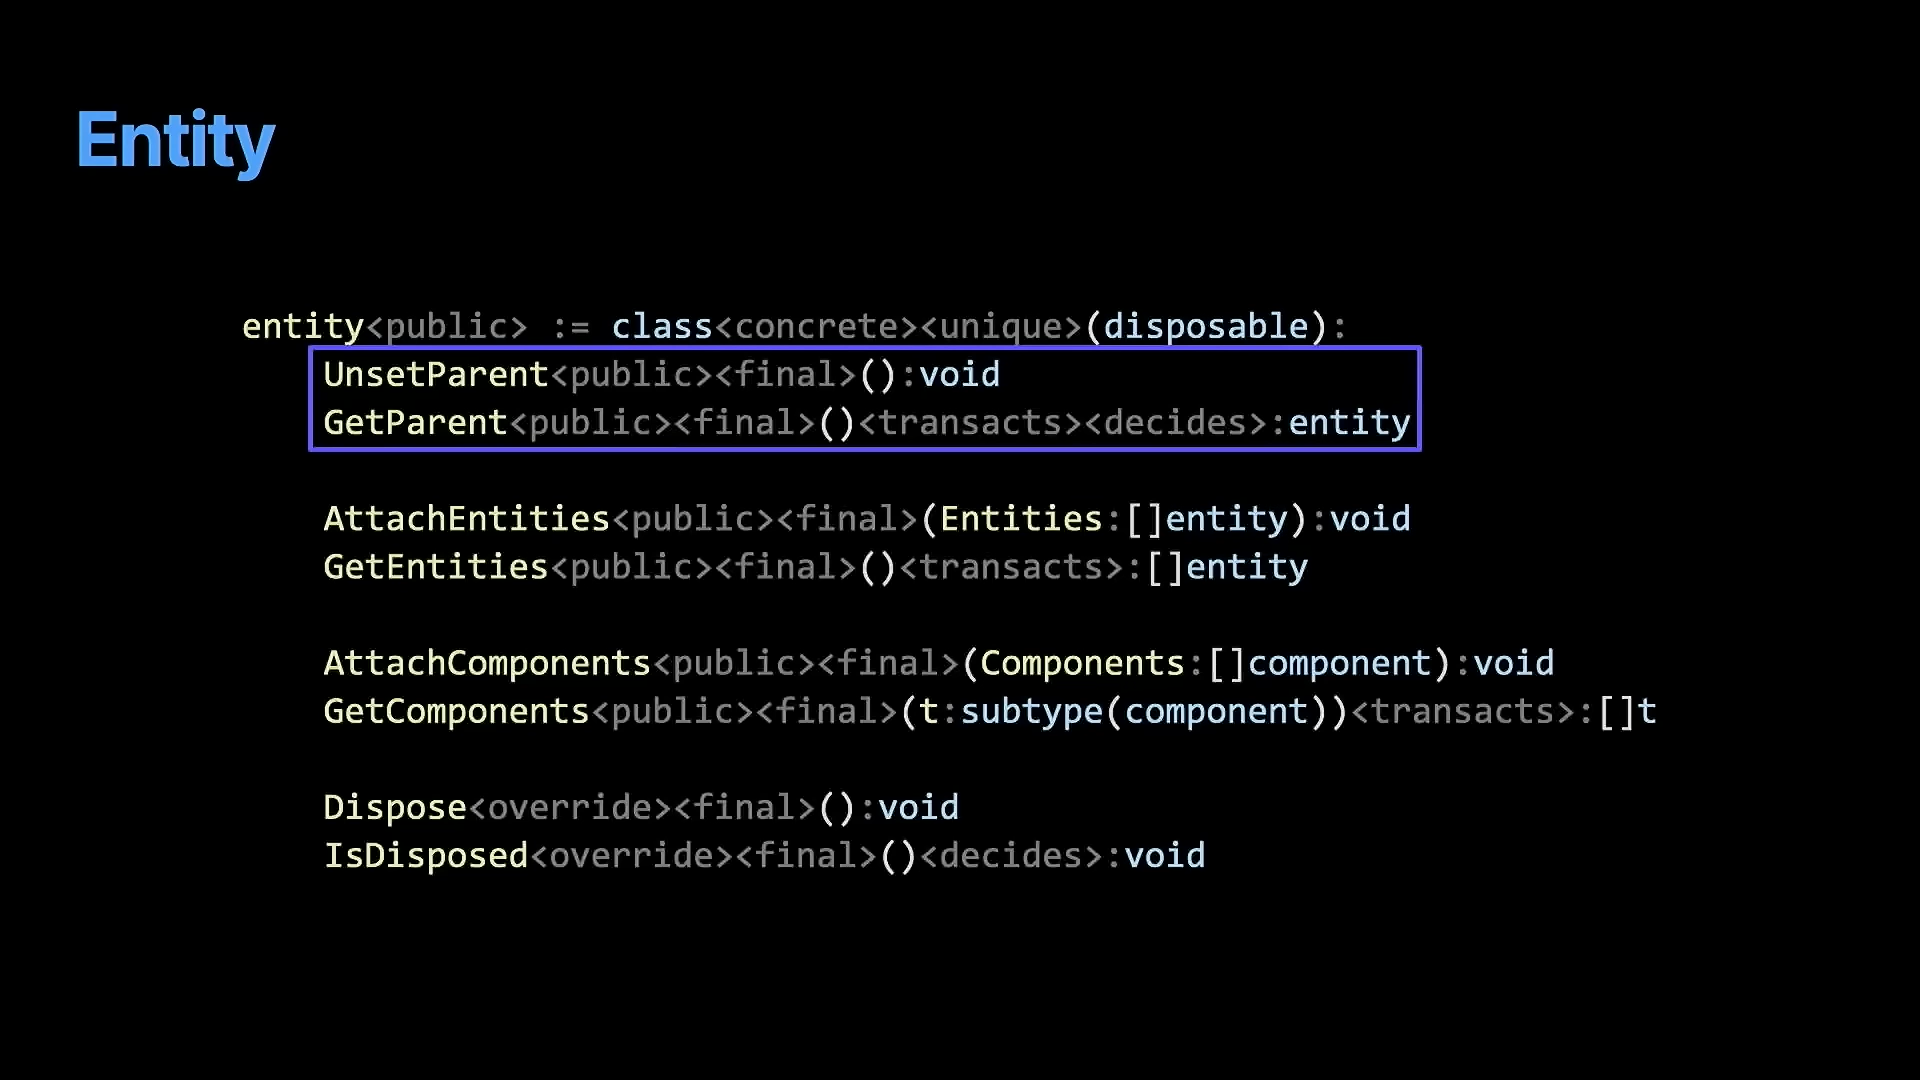 Entity
entity<public> := class<concrete><unique>(disposable):
UnsetParent<public><final>():void
GetParent<public><final>()<transacts><decides>:entity
AttachEntities<public><final>(Entities:[]entity):void
GetEntities<public><final>()<transacts>:[]entity
AttachComponents<public><final>(Components:[]component):void
GetComponents<public><final>(t:subtype(component))<transacts>:[]t
Dispose<override><final>():void
IsDisposed<override><final>()<decides>:void